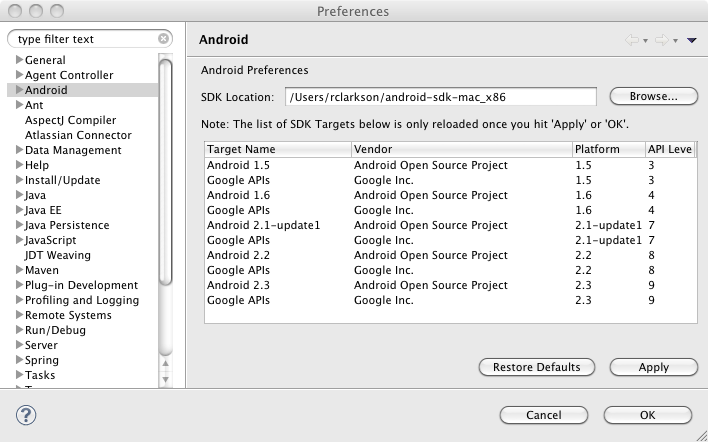 Preferences
type filter text
General
Agent Controller
Android
Ant
AspectJ Compiler
Atlassian Connector
Data Management
Help
Install/Update
Java
Java EE
Java Persistence
JavaScript
JDT Weaving
Maven
Plug-in Development
Profiling and Logging
Remote Systems
Run/Debug
Server
Spring
Tasks
Android
Android Preferences
SDK Location: /Users/rclarkson/android-sdk-mac_x86 Browse...
Note: The list of SDK Targets below is only reloaded once you hit 'Apply' or 'OK'.
Target Name Vendor Platform API Leve
Android 1.5 Android Open Source Project 1.5 3
Google APIs Google Inc. 1.5 3
Android 1.6 Android Open Source Project 1.6 4
Google APIs Google Inc. 1.6 4
Android 2.1-update1 Android Open Source Project 2.1-update1 7
Google APIs Google Inc. 2.1-update1 7
Android 2.2 Android Open Source Project 2.2 8
Google APIs Google Inc. 2.2 8
Android 2.3 Android Open Source Project 2.3 9
Google APIs Google Inc. 2.3 9
Restore Defaults Apply
? Cancel OK